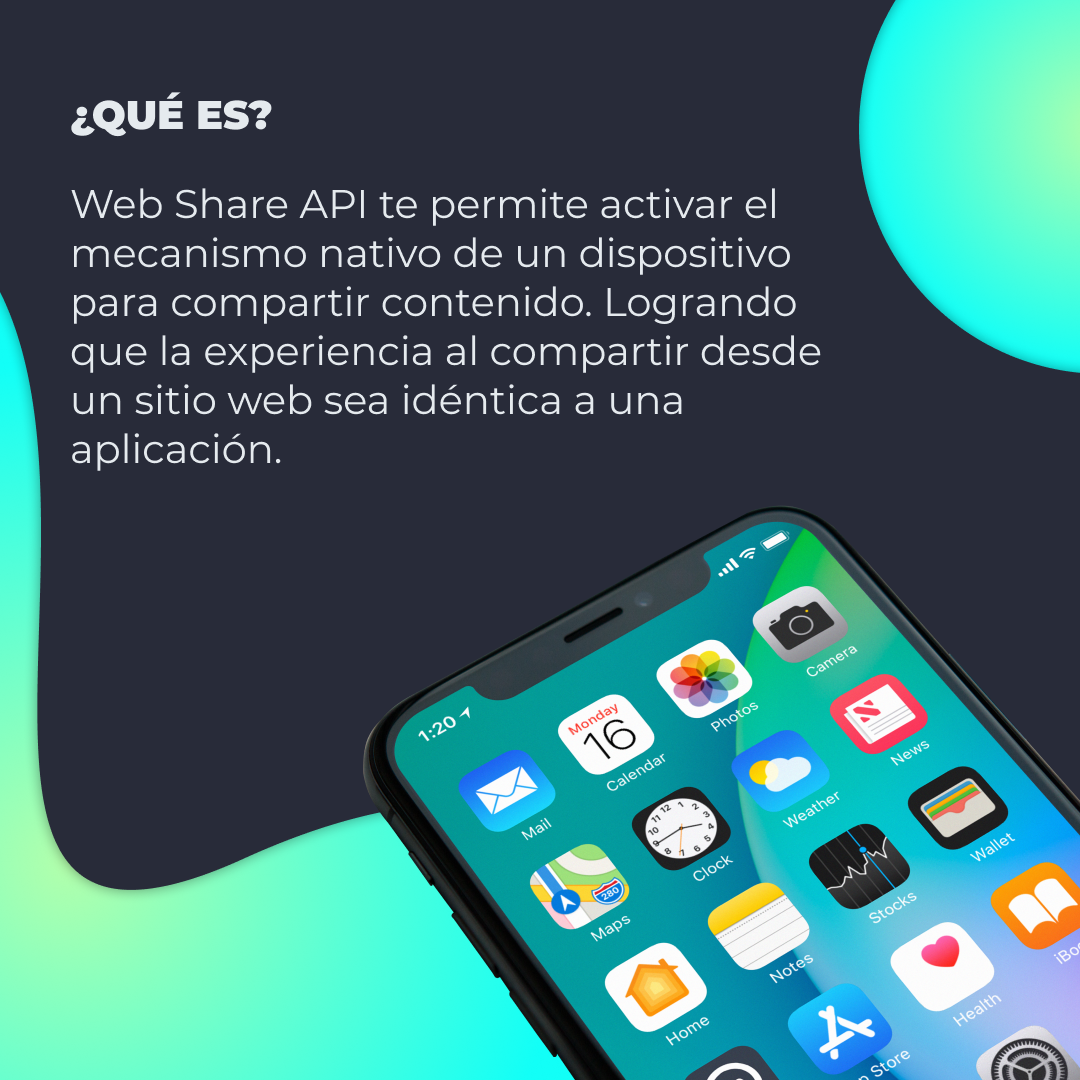 ¿QUÉ ES?
Web Share API te permite activar el
mecanismo nativo de un dispositivo
para compartir contenido. Logrando
que la experiencia al compartir desde
un sitio web sea idéntica a una
aplicación.
1:20
Monday
16
Mail
Calendar
Photos
Camera
280
Maps
Clock
Weather
News
Home
Notes
Stocks
Wallet
Store
Health